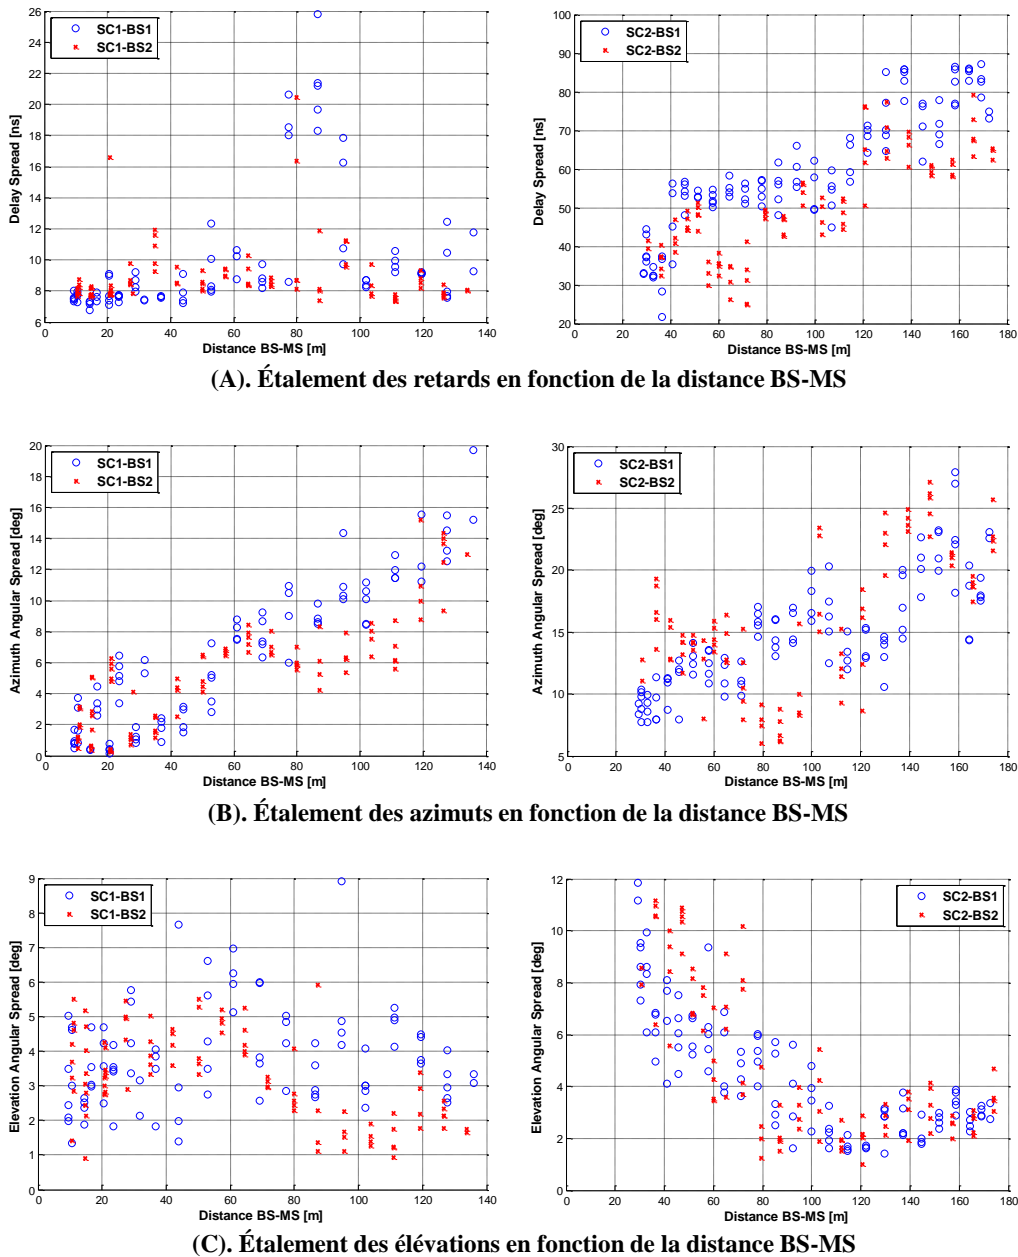 SC1-BS1
SC1-BS2
26
24
22
20
18
16
14
12
10
8
6
0 20 40 60 80 100 120 140
Delay Spread [ns]
Distance BS-MS [m]
SC2-BS1
SC2-BS2
100
90
80
70
60
50
40
30
20
0 20 40 60 80 100 120 140 160 180
Delay Spread [ns]
Distance BS-MS [m]
(A). Étalement des retards en fonction de la distance BS-MS
SC1-BS1
SC1-BS2
20
18
16
14
12
10
8
6
4
2
0
0 20 40 60 80 100 120 140
Azimuth Angular Spread [deg]
Distance BS-MS [m]
SC2-BS1
SC2-BS2
30
25
20
15
10
5
0 20 40 60 80 100 120 140 160 180
Azimuth Angular Spread [deg]
Distance BS-MS [m]
(B). Étalement des azimuts en fonction de la distance BS-MS
SC1-BS1
SC1-BS2
9
8
7
6
5
4
3
2
1
0
0 20 40 60 80 100 120 140
Elevation Angular Spread [deg]
Distance BS-MS [m]
SC2-BS1
SC2-BS2
12
10
8
6
4
2
0
0 20 40 60 80 100 120 140 160 180
Elevation Angular Spread [deg]
Distance BS-MS [m]
(C). Étalement des élévations en fonction de la distance BS-MS